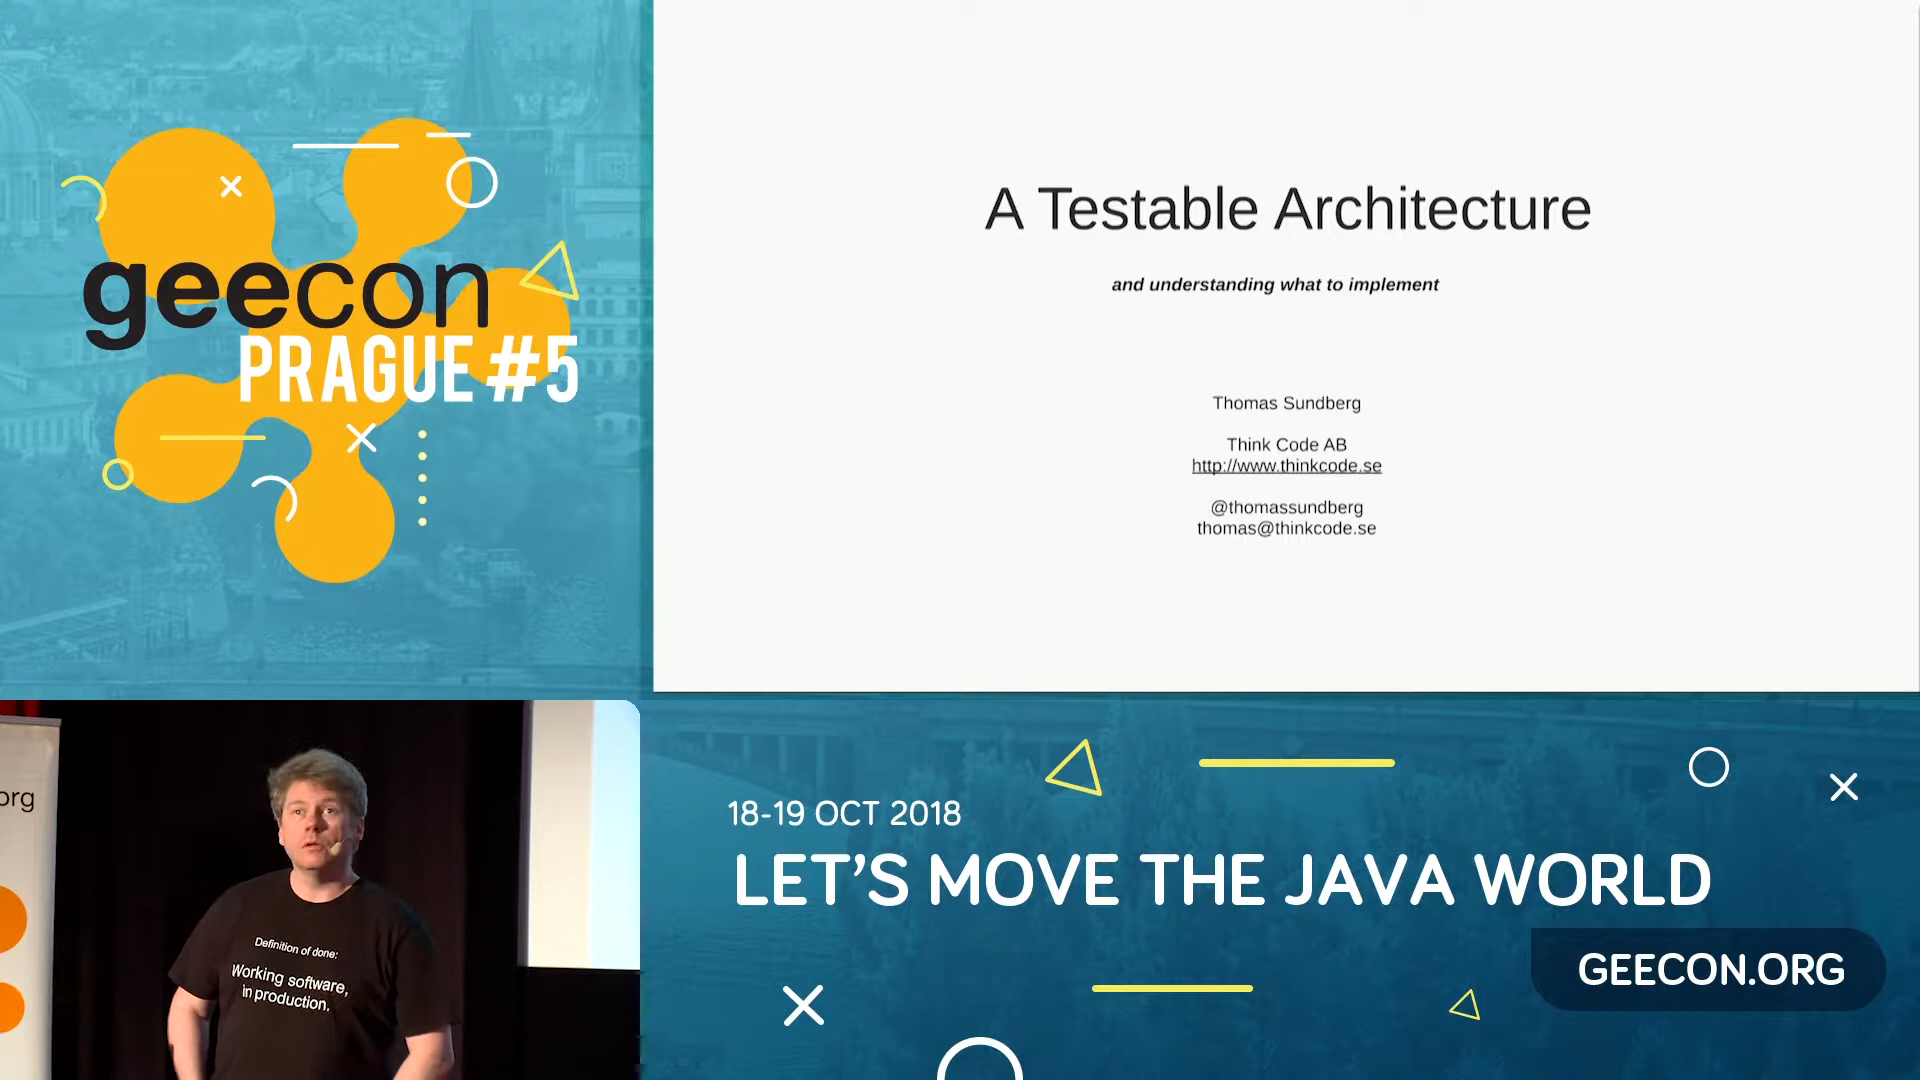 geecon
PRAGUE #5
A Testable Architecture
and understanding what to implement
Thomas Sundberg
Think Code AB
http://www.thinkcode.se
@thomassundberg
thomas@thinkcode.se
org
Definition of done:
Working software,
in production.
18-19 OCT 2018
LET'S MOVE THE JAVA WORLD
GEECON.ORG